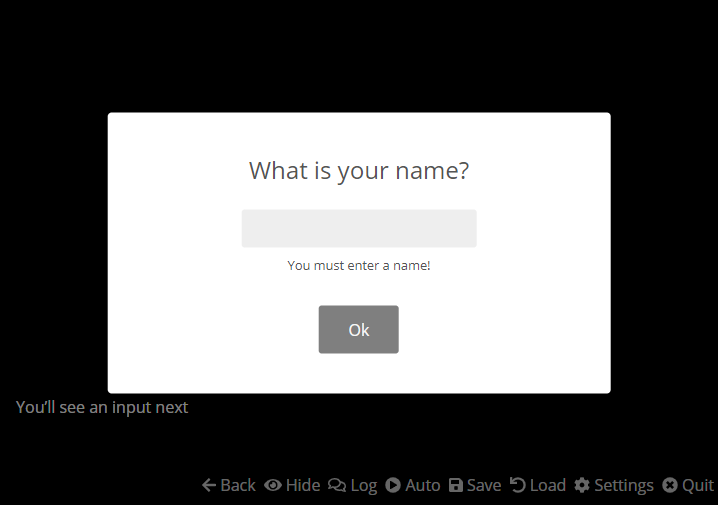 What is your name?
You must enter a name!
Ok
You'll see an input next
Back Hide Log Auto Save Load Settings Quit